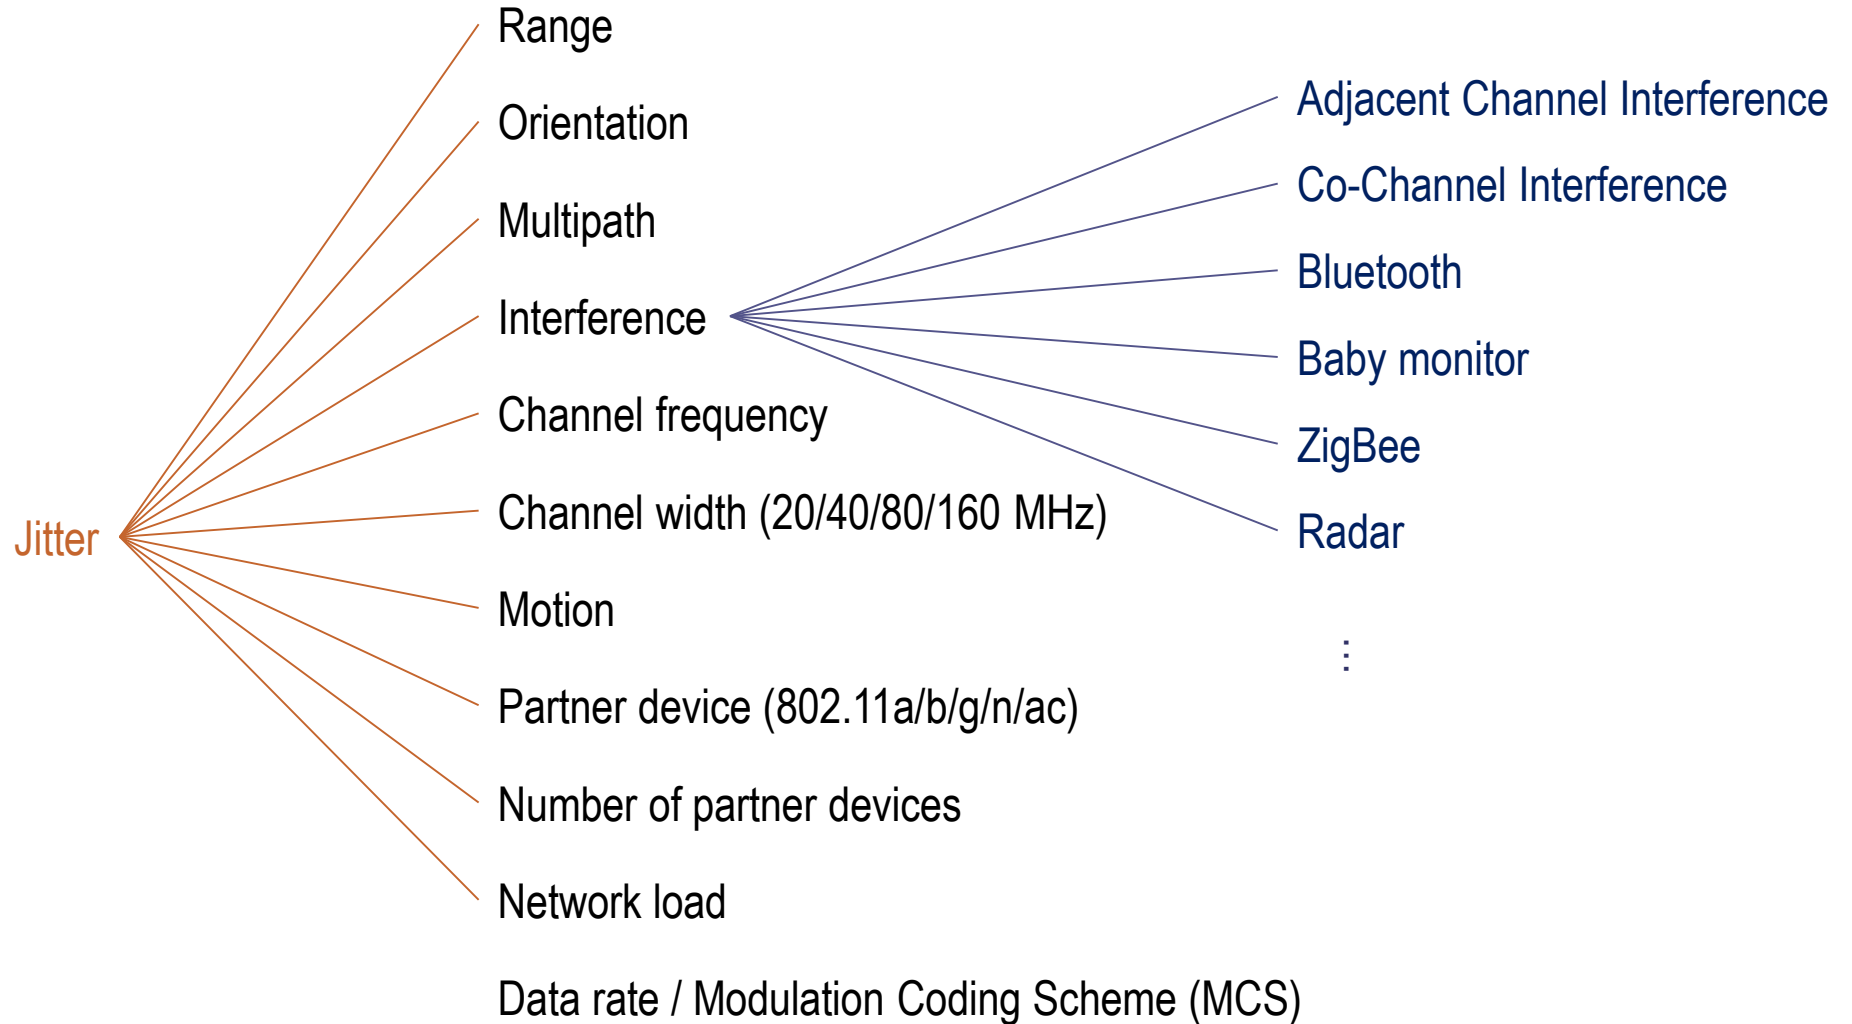 Jitter
Range
Orientation
Multipath
Interference
Channel frequency
Channel width (20/40/80/160 MHz)
Motion
Partner device (802.11a/b/g/n/ac)
Number of partner devices
Network load
Data rate / Modulation Coding Scheme (MCS)
Adjacent Channel Interference
Co-Channel Interference
Bluetooth
Baby monitor
ZigBee
Radar
⋮